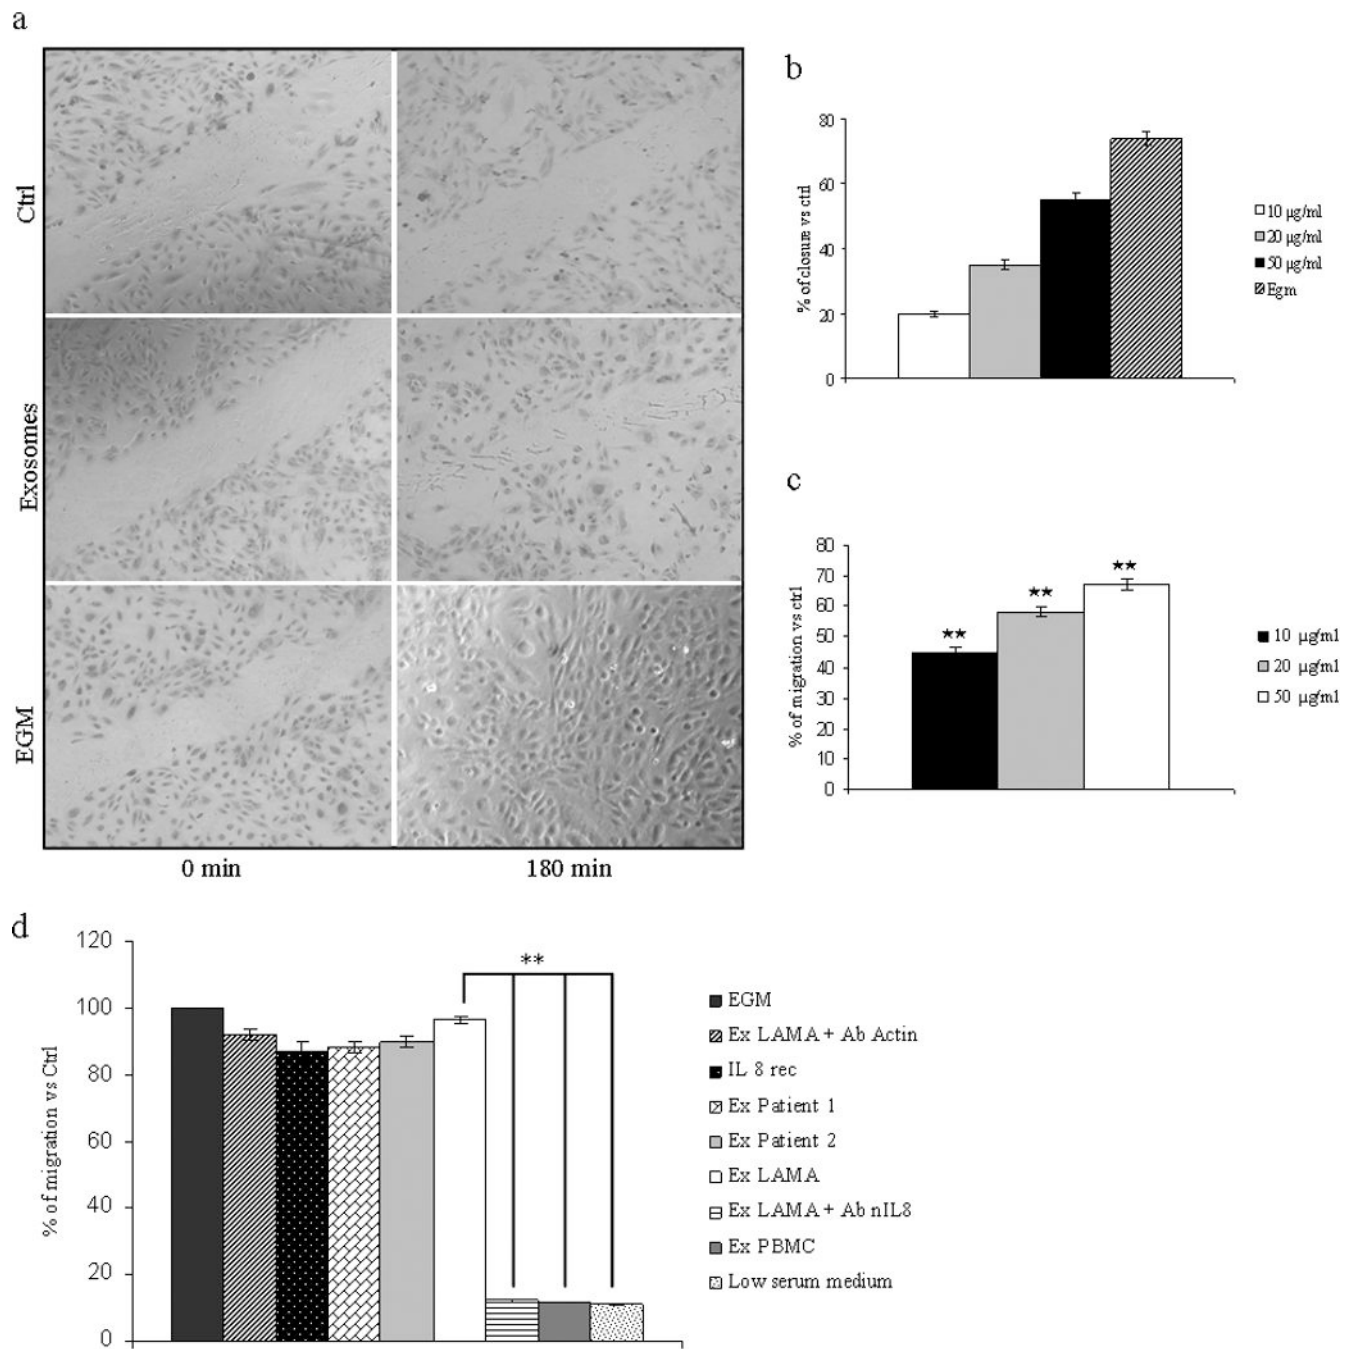 a
Ctrl
Exosomes
EGM
0 min
180 min
b
% of closure vs ctrl
80
60
40
20
0
10 µg/ml
20 µg/ml
50 µg/ml
Egm
c
% of migration vs ctrl
80
70
60
50
40
30
20
10
0
★★
★★
★★
10 µg/ml
20 µg/ml
50 µg/ml
d
% of migration vs Ctrl
120
100
80
60
40
20
0
**
EGM
Ex LAMA + Ab Actin
IL 8 rec
Ex Patient 1
Ex Patient 2
Ex LAMA
Ex LAMA + Ab nIL8
Ex PBMC
Low serum medium